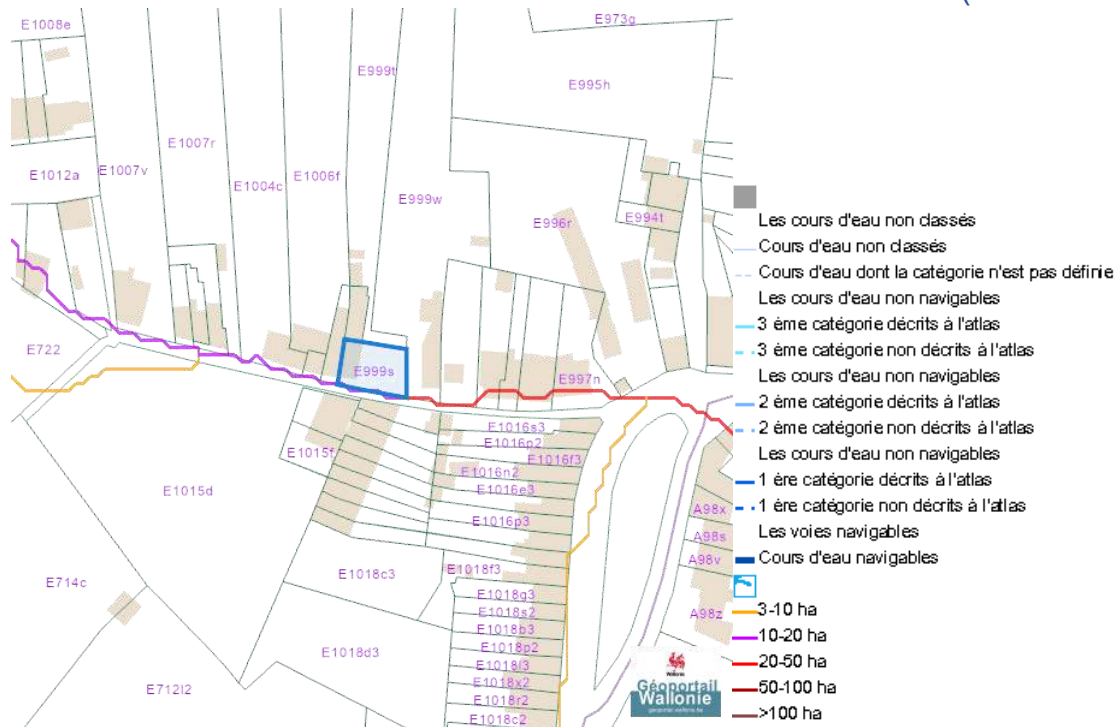 E1008e
E973g
E999t
E995h
E1007r
E1007v
E1012a
E1004c
E1006f
E999w
E996r
E994t
E722
E999s
E997n
E1016s3
E1016p2
E1016f3
E1015f
E1016n2
E1016e3
E1015d
E1016p3
A98x
A98s
A98v
E1018f3
E1018c3
E714c
E1018g3
E1018s2
A98z
E1018b3
E1018p2
E1018d3
E1018l3
E1018x2
E712l2
E1018r2
E1018c2
Wallonie
Géoportail
Wallonie
geoportail.wallonie.be
Les cours d'eau non classés
Cours d'eau non classés
Cours d'eau dont la catégorie n'est pas définie
Les cours d'eau non navigables
3 ème catégorie décrits à l'atlas
3 ème catégorie non décrits à l'atlas
Les cours d'eau non navigables
2 ème catégorie décrits à l'atlas
2 ème catégorie non décrits à l'atlas
Les cours d'eau non navigables
1 ère catégorie décrits à l'atlas
1 ère catégorie non décrits à l'atlas
Les voies navigables
Cours d'eau navigables
3-10 ha
10-20 ha
20-50 ha
50-100 ha
>100 ha